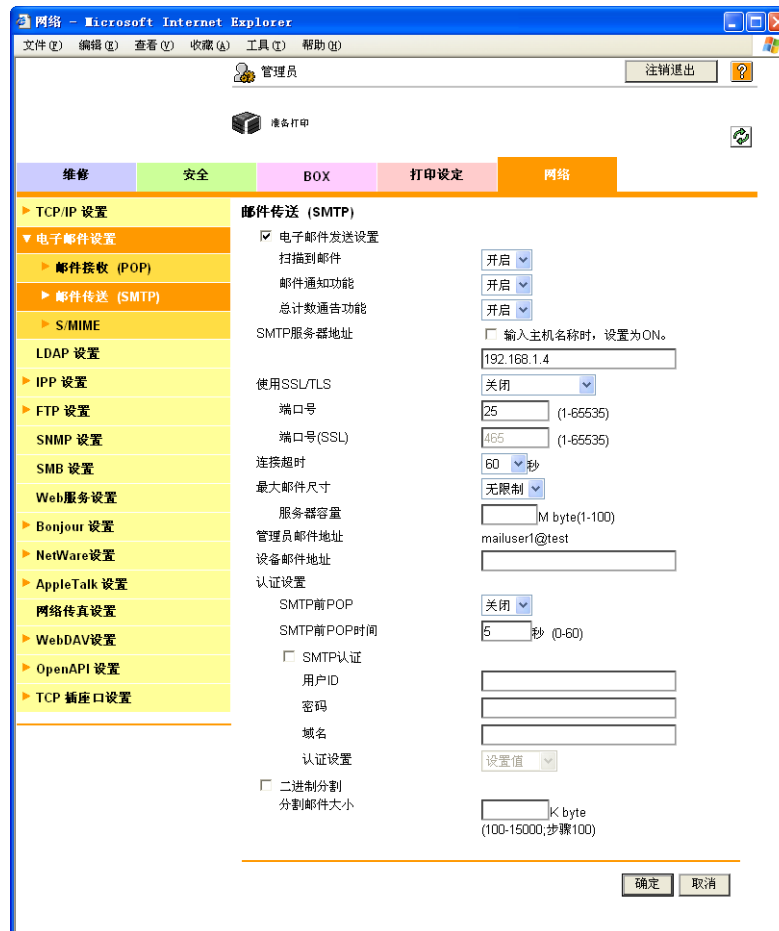 网络 - Microsoft Internet Explorer
文件(F) 编辑(E) 查看(V) 收藏(A) 工具(T) 帮助(H)
管理员 注销退出 ?
准备打印
维修 安全 BOX 打印设定 网络
TCP/IP 设置
电子邮件设置
邮件接收 (POP)
邮件传送 (SMTP)
S/MIME
LDAP 设置
IPP 设置
FTP 设置
SNMP 设置
SMB 设置
Web服务设置
Bonjour 设置
NetWare设置
AppleTalk 设置
网络传真设置
WebDAV设置
OpenAPI 设置
TCP 插座口设置
邮件传送 (SMTP)
电子邮件发送设置
扫描到邮件 开启
邮件通知功能 开启
总计数通告功能 开启
SMTP服务器地址 输入主机名称时，设置为ON。
192.168.1.4
使用SSL/TLS 关闭
端口号 25 (1-65535)
端口号(SSL) 465 (1-65535)
连接超时 60 秒
最大邮件尺寸 无限制
服务器容量 M byte(1-100)
管理员邮件地址 mailuser1@test
设备邮件地址
认证设置
SMTP前POP 关闭
SMTP前POP时间 5 秒 (0-60)
SMTP认证
用户ID
密码
域名
认证设置 设置值
二进制分割
分割邮件大小 K byte
(100-15000;步骤100)
确定 取消